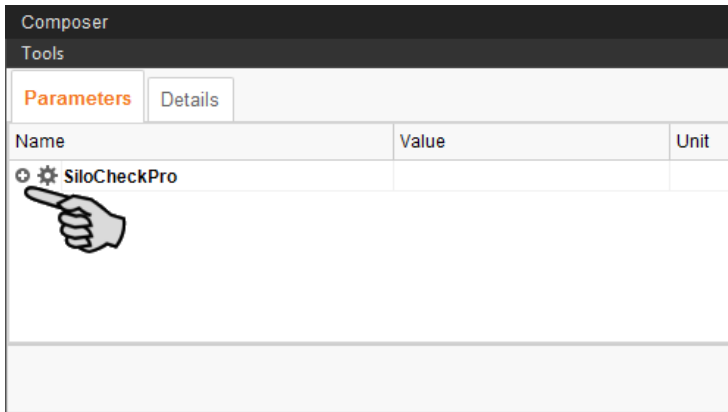 Composer
Tools
Parameters Details
Name Value Unit
SiloCheckPro